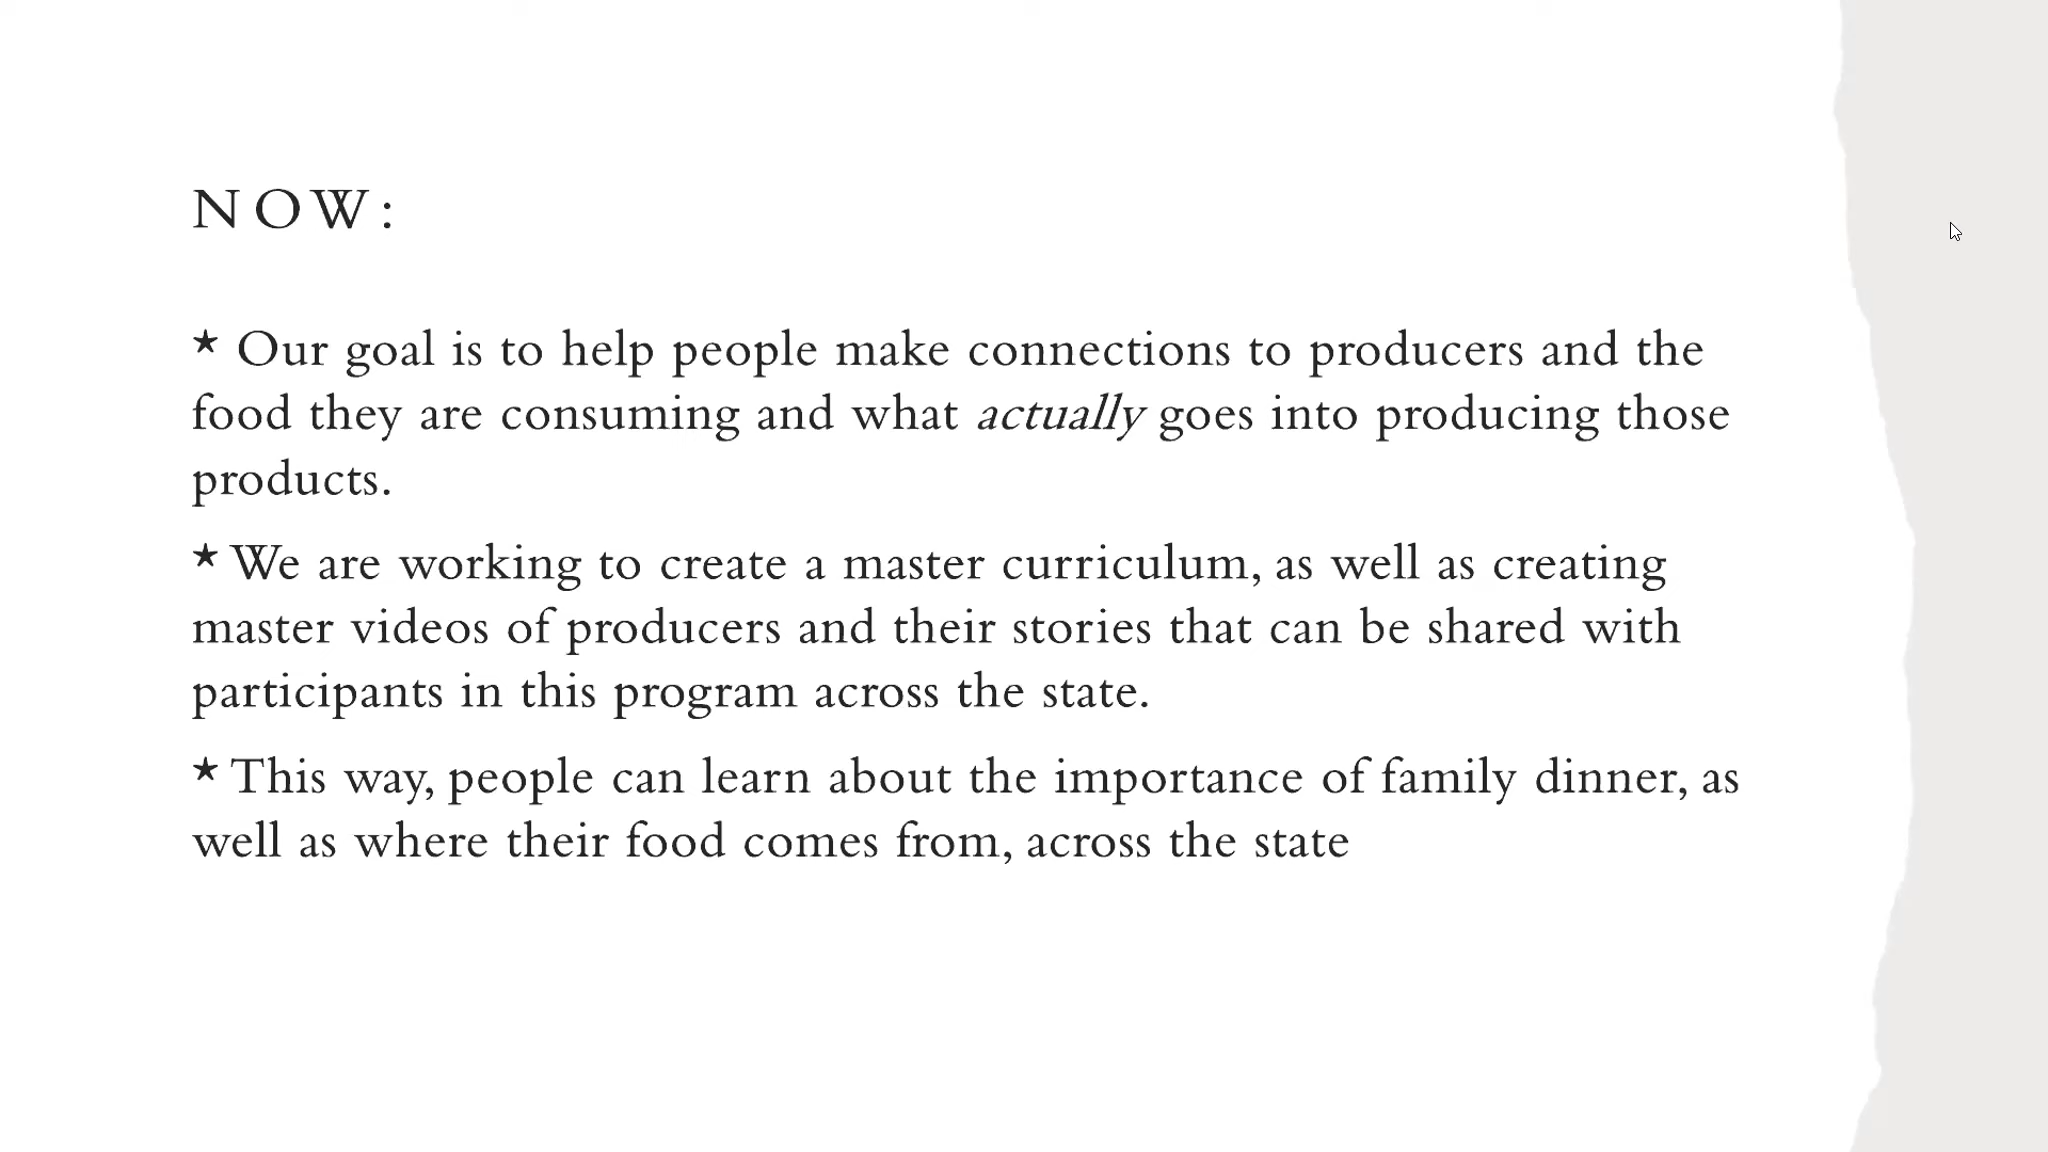 NOW:
* Our goal is to help people make connections to producers and the
food they are consuming and what actually goes into producing those
products.
* We are working to create a master curriculum, as well as creating
master videos of producers and their stories that can be shared with
participants in this program across the state.
* This way, people can learn about the importance of family dinner, as
well as where their food comes from, across the state